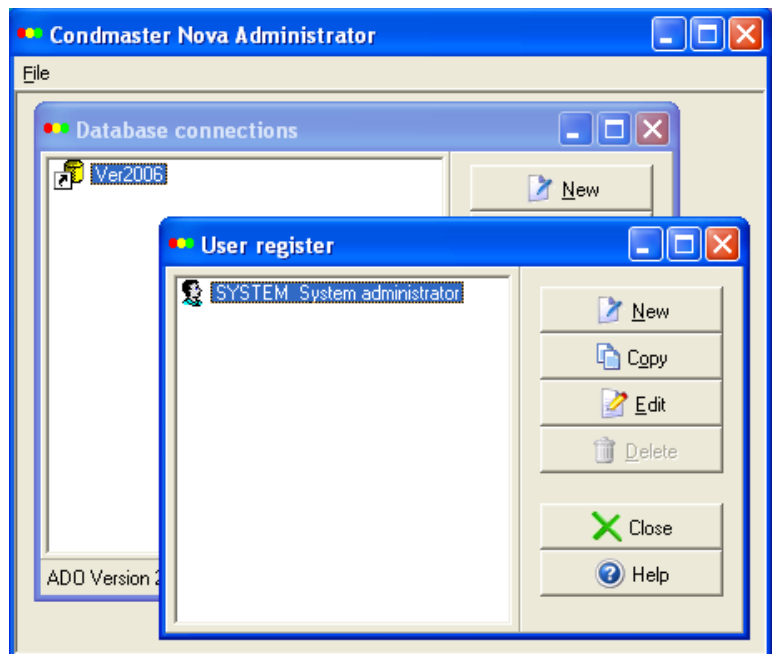 Condmaster Nova Administrator
File
Database connections
Ver2006
New
User register
SYSTEM System administrator
New
Copy
Edit
Delete
Close
Help
ADO Version